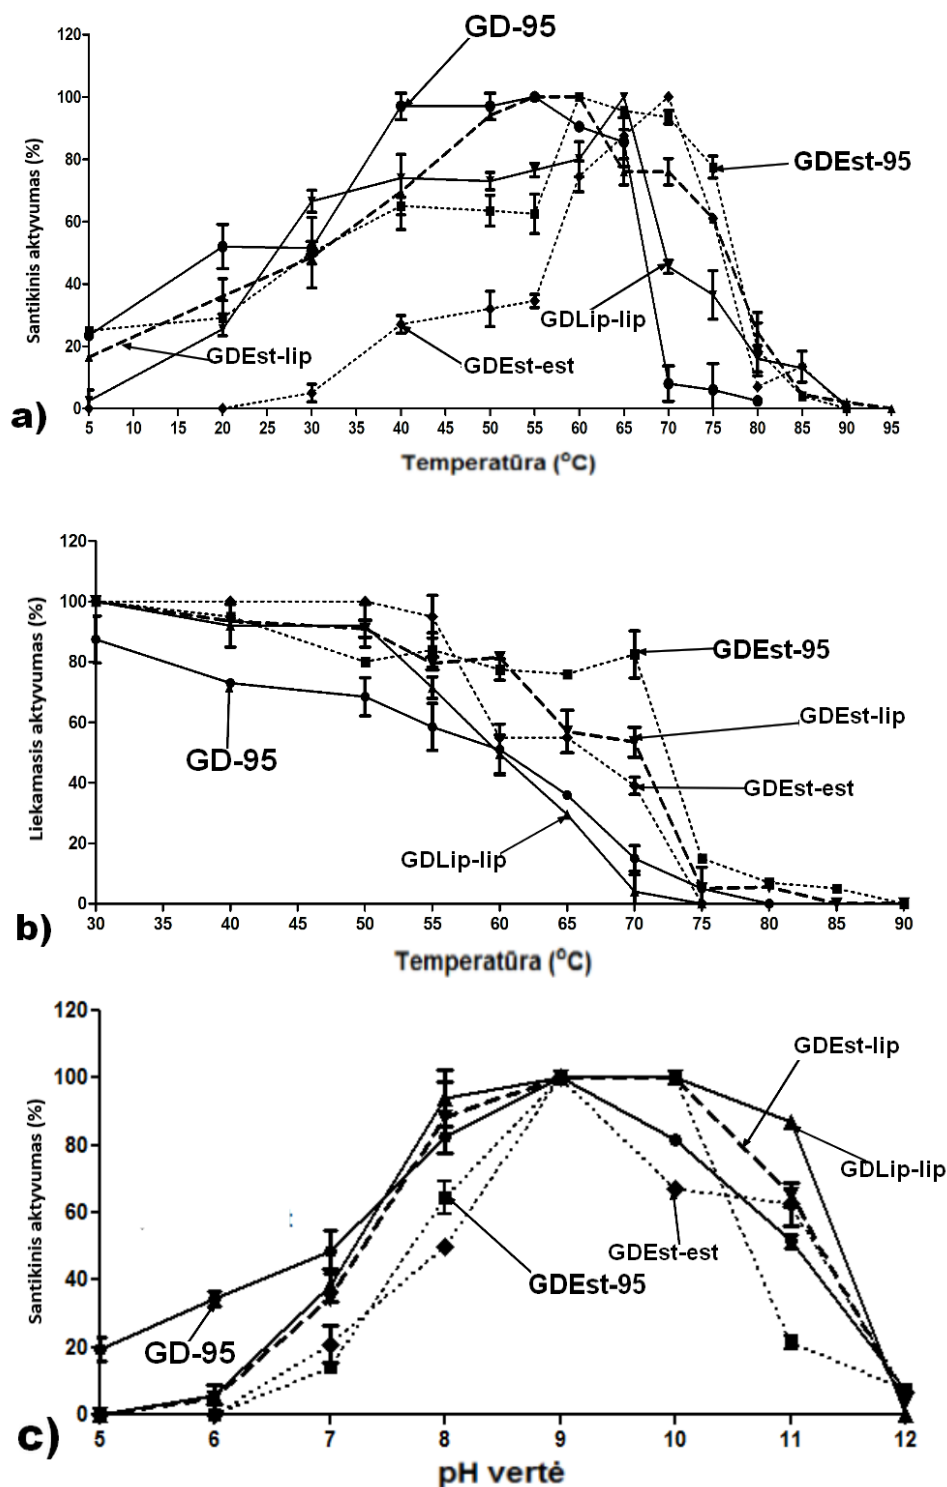 a)
Santikinis aktyvumas (%)
120
100
80
60
40
20
0
GD-95
GDEst-95
GDLip-lip
GDEst-lip
GDEst-est
5 10 15 20 25 30 35 40 45 50 55 60 65 70 75 80 85 90 95
Temperatūra (°C)
b)
Liekamasis aktyvumas (%)
120
100
80
60
40
20
0
GDEst-95
GDEst-lip
GD-95
GDEst-est
GDLip-lip
30 35 40 45 50 55 60 65 70 75 80 85 90
Temperatūra (°C)
c)
Santikinis aktyvumas (%)
120
100
80
60
40
20
0
GDEst-lip
GDLip-lip
GDEst-est
GDEst-95
GD-95
5 6 7 8 9 10 11 12
pH vertė